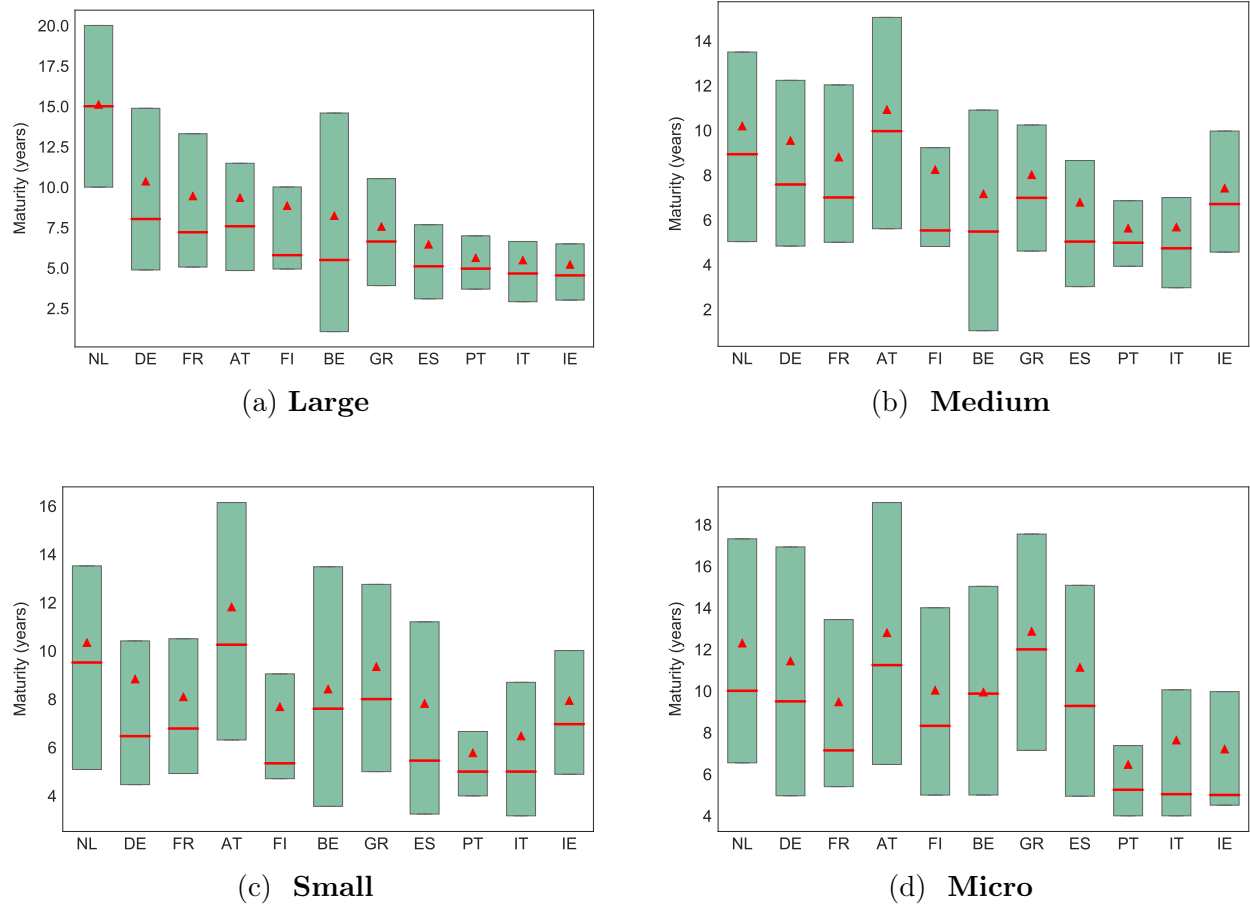 20.0
17.5
15.0
12.5
10.0
7.5
5.0
2.5
Maturity (years)
NL DE FR AT FI BE GR ES PT IT IE
(a) Large
14
12
10
8
6
4
2
Maturity (years)
NL DE FR AT FI BE GR ES PT IT IE
(b) Medium
16
14
12
10
8
6
4
Maturity (years)
NL DE FR AT FI BE GR ES PT IT IE
(c) Small
18
16
14
12
10
8
6
4
Maturity (years)
NL DE FR AT FI BE GR ES PT IT IE
(d) Micro